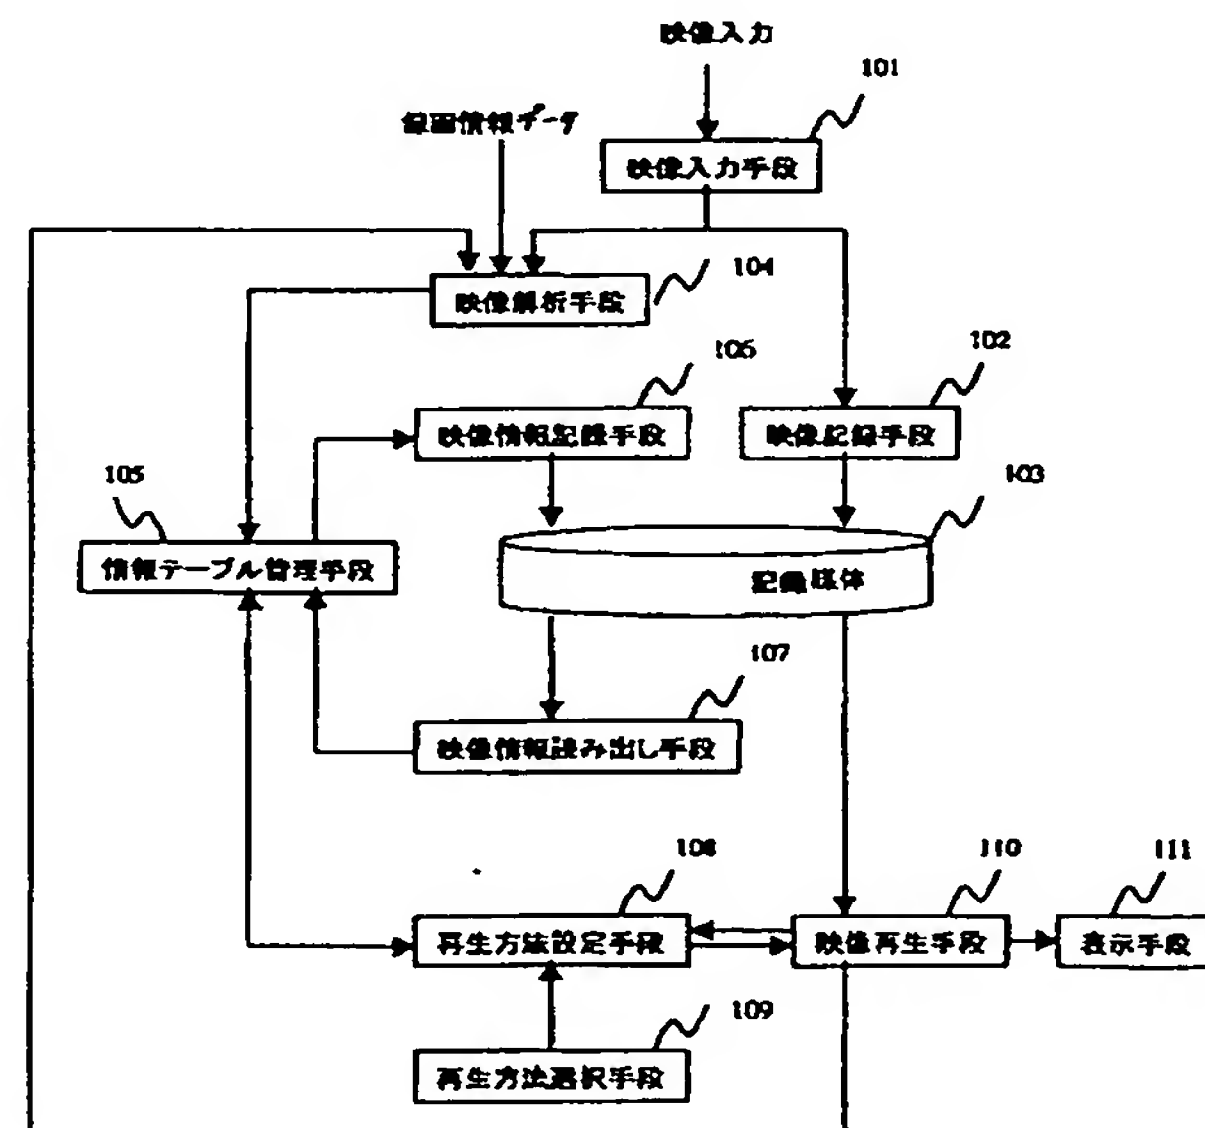 映像入力
101
録画情報データ
映像入力手段
104
映像解析手段
106
102
映像情報記録手段
映像記録手段
105
103
情報テーブル管理手段
記録媒体
107
映像情報読み出し手段
108
110
111
再生方法設定手段
映像再生手段
表示手段
109
再生方法選択手段